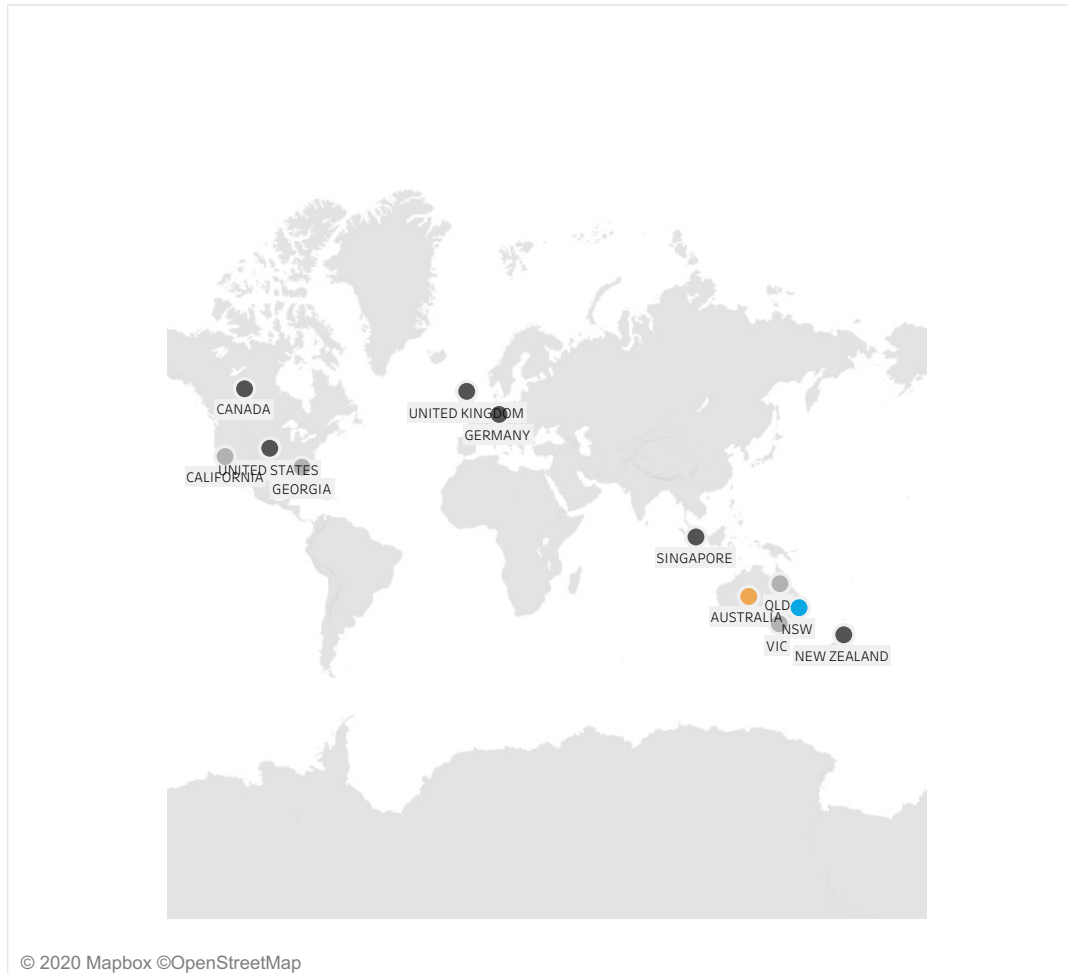 CANADA
UNITED KINGDOM
GERMANY
UNITED STATES
CALIFORNIA
GEORGIA
SINGAPORE
QLD
AUSTRALIA
NSW
VIC
NEW ZEALAND
© 2020 Mapbox ©OpenStreetMap